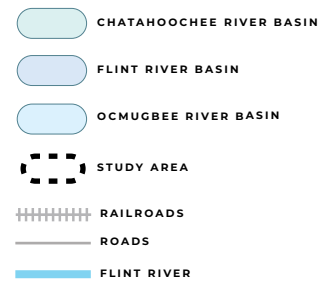 CHATAHOOCHEE RIVER BASIN
FLINT RIVER BASIN
OCMUGBEE RIVER BASIN
STUDY AREA
RAILROADS
ROADS
FLINT RIVER